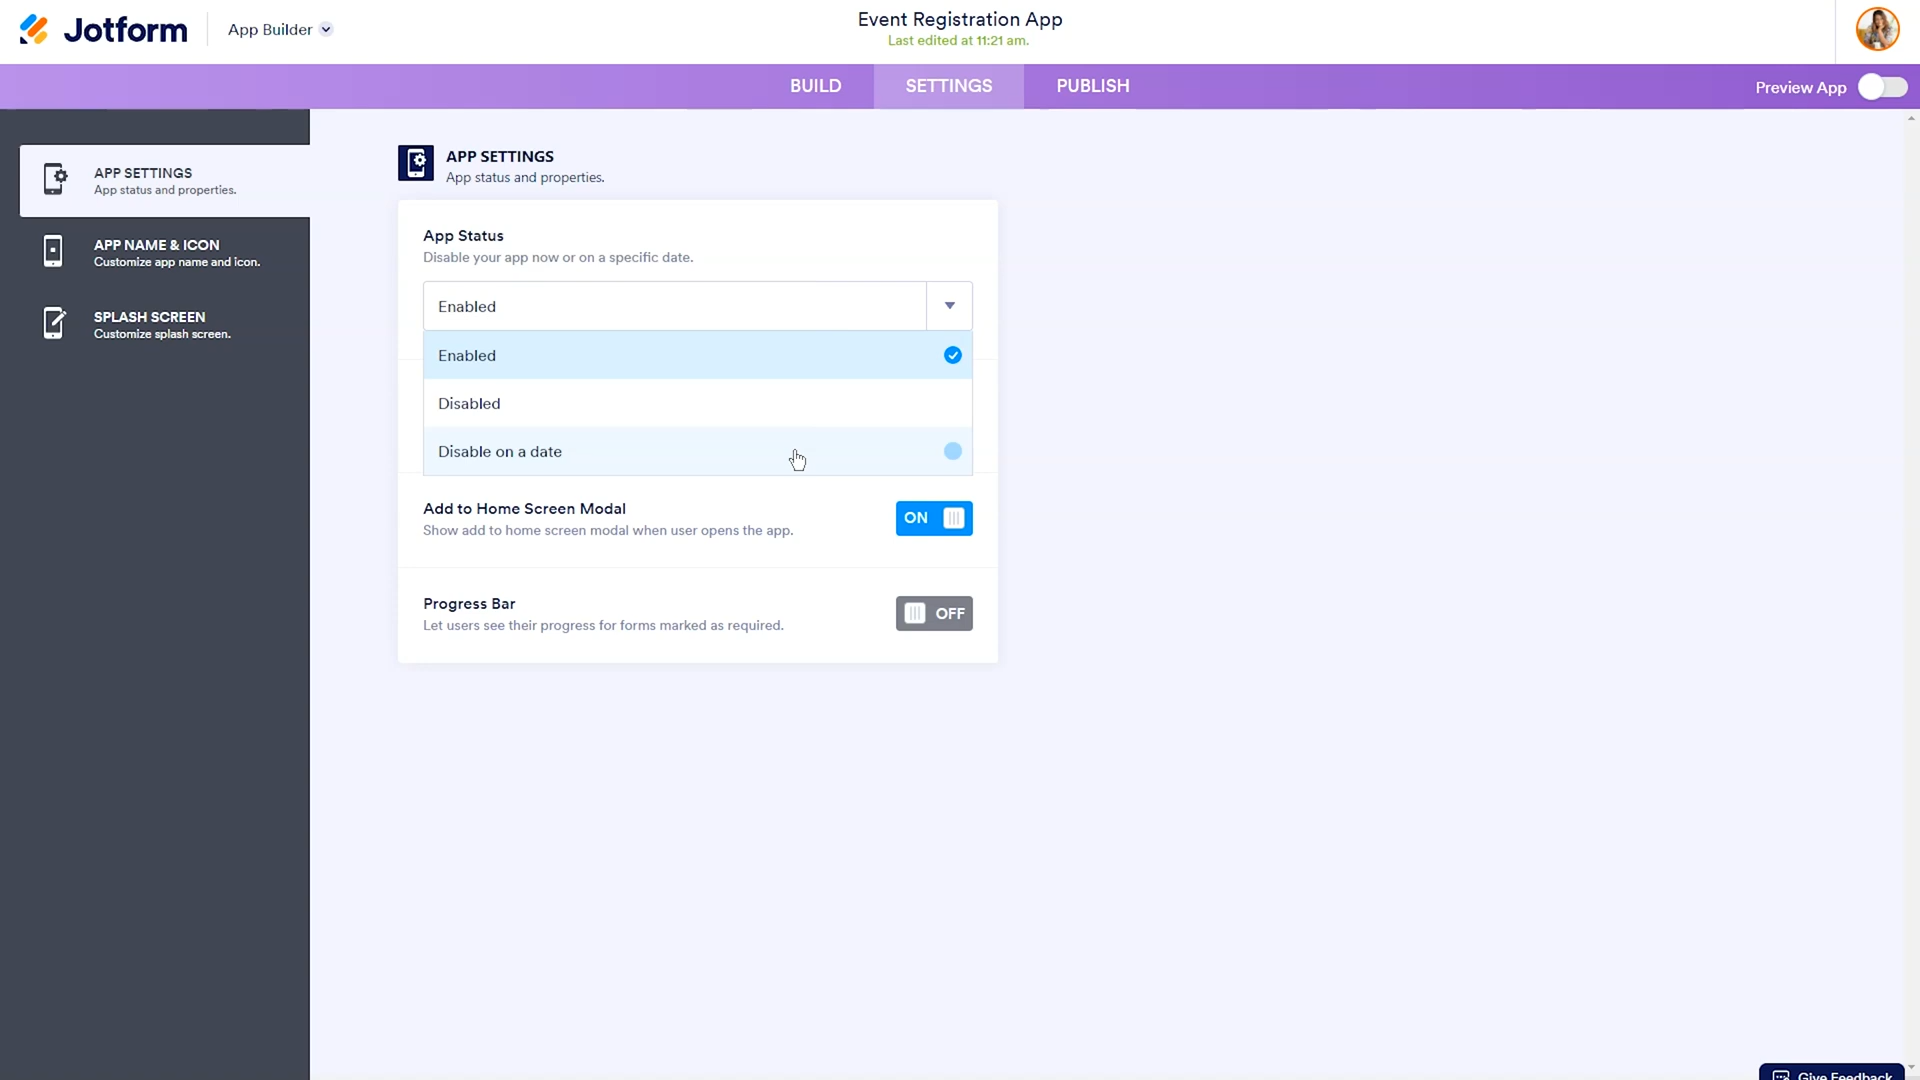 Jotform
App Builder
Event Registration App
Last edited at 11:21 am.
BUILD
SETTINGS
PUBLISH
Preview App
APP SETTINGS
App status and properties.
APP NAME & ICON
Customize app name and icon.
SPLASH SCREEN
Customize splash screen.
APP SETTINGS
App status and properties.
App Status
Disable your app now or on a specific date.
Enabled
Enabled
Disabled
Disable on a date
Add to Home Screen Modal
Show add to home screen modal when user opens the app.
ON
Progress Bar
Let users see their progress for forms marked as required.
OFF
Give Feedback